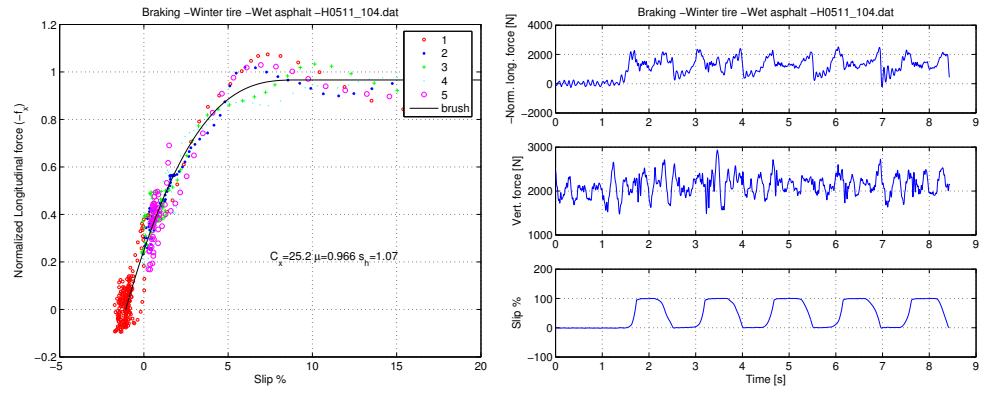 Braking −Winter tire −Wet asphalt −H0511_104.dat
1.2
1
0.8
0.6
0.4
0.2
0
−0.2
Normalized Longitudinal force (−f_x)
−5 0 5 10 15 20
Slip %
1
2
3
4
5
brush
C_x=25.2 μ=0.966 s_h=1.07
Braking −Winter tire −Wet asphalt −H0511_104.dat
−Norm. long. force [N]
4000
2000
0
−2000
0 1 2 3 4 5 6 7 8 9
Vert. force [N]
3000
2000
1000
0 1 2 3 4 5 6 7 8 9
Slip %
200
100
0
−100
0 1 2 3 4 5 6 7 8 9
Time [s]